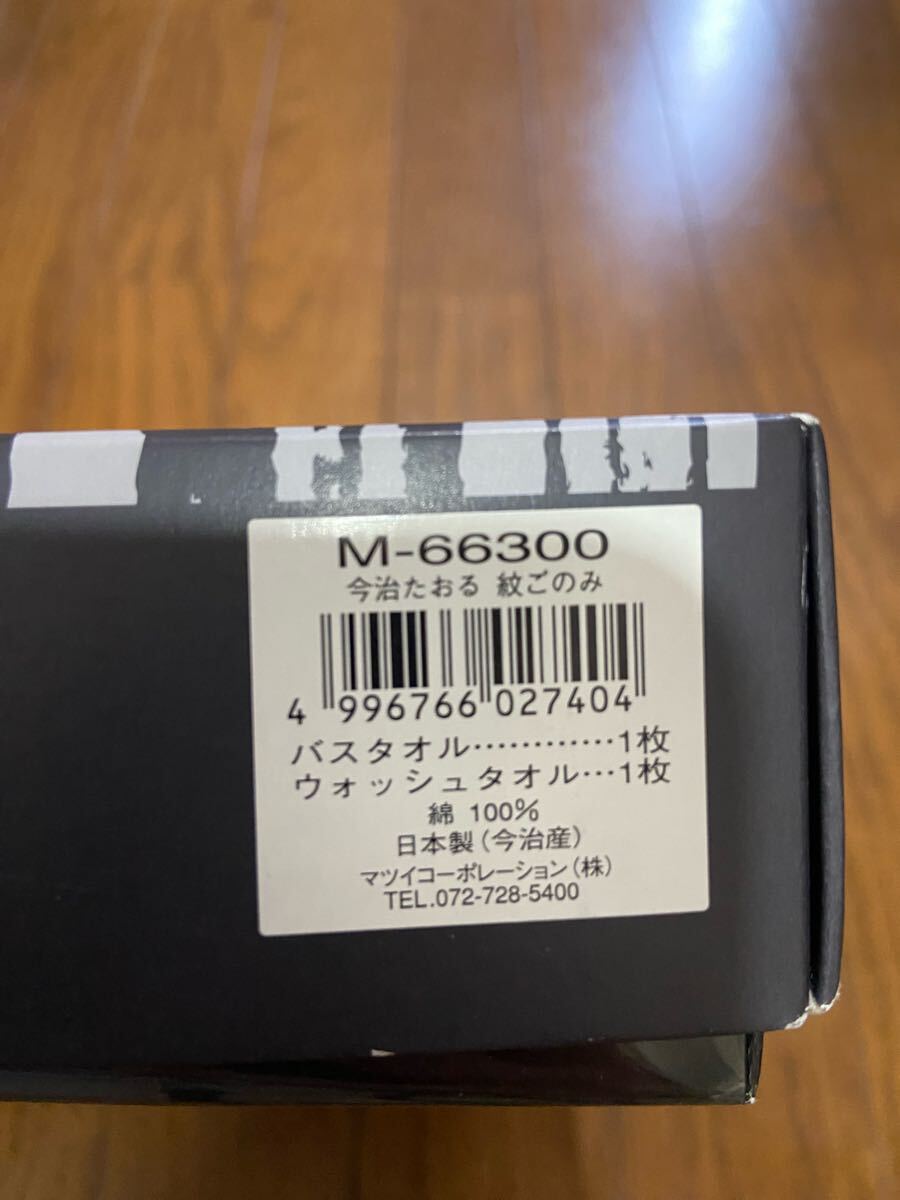 M-66300
今治たおる 紋ごのみ
4 996766 027404
バスタオル…………1枚
ウォッシュタオル…1枚
綿 100%
日本製(今治産)
マツイコーポレーション(株)
TEL.072-728-5400